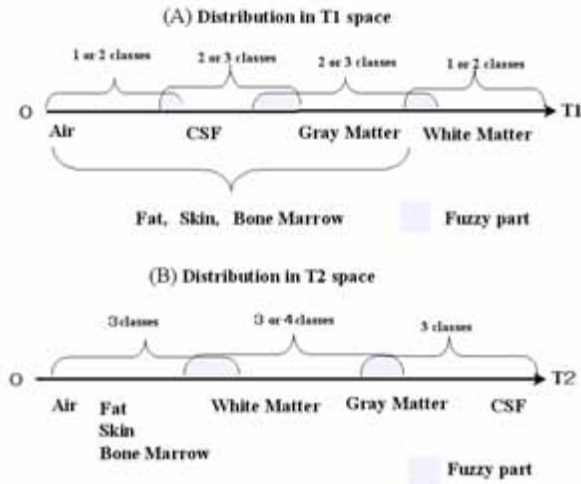 (A) Distribution in T1 space
1 or 2 classes 2 or 3 classes 2 or 3 classes 1 or 2 classes
O T1
Air CSF Gray Matter White Matter
Fat, Skin, Bone Marrow Fuzzy part
(B) Distribution in T2 space
3 classes 3 or 4 classes 3 classes
O T2
Air Fat White Matter Gray Matter CSF
Skin
Bone Marrow
Fuzzy part